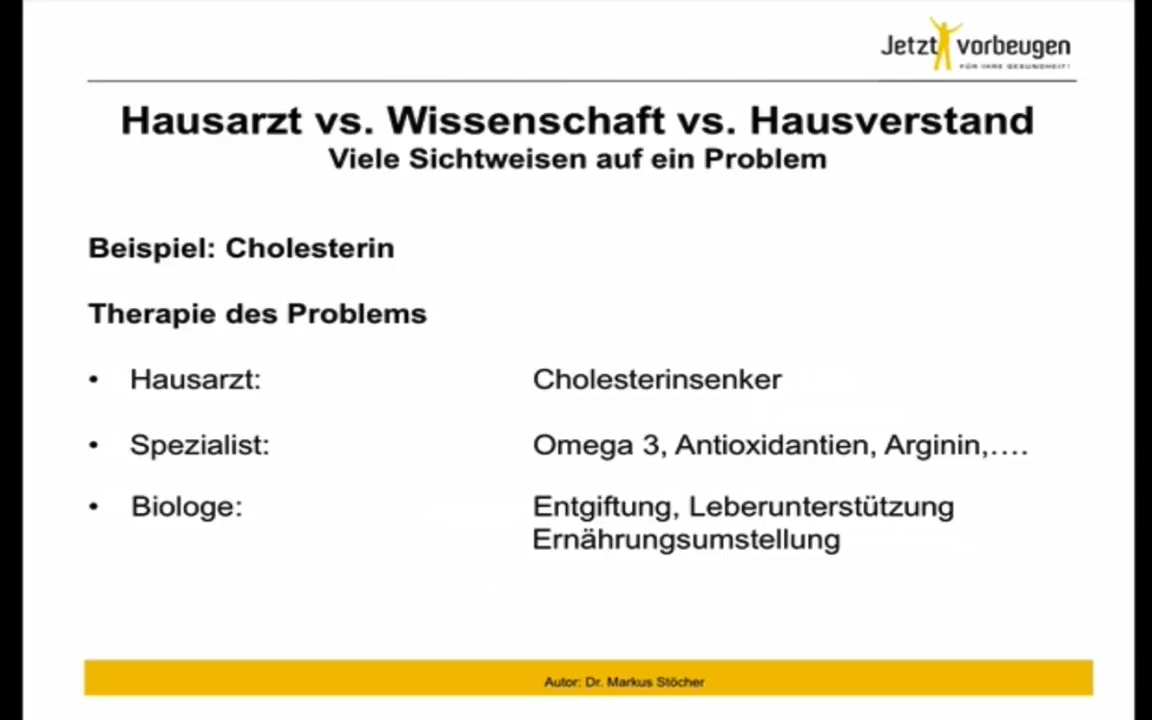 Jetzt vorbeugen
FÜR IHRE GESUNDHEIT!
Hausarzt vs. Wissenschaft vs. Hausverstand
Viele Sichtweisen auf ein Problem
Beispiel: Cholesterin
Therapie des Problems
• Hausarzt: Cholesterinsenker
• Spezialist: Omega 3, Antioxidantien, Arginin,….
• Biologe: Entgiftung, Leberunterstützung
Ernährungsumstellung
Autor: Dr. Markus Stöcher